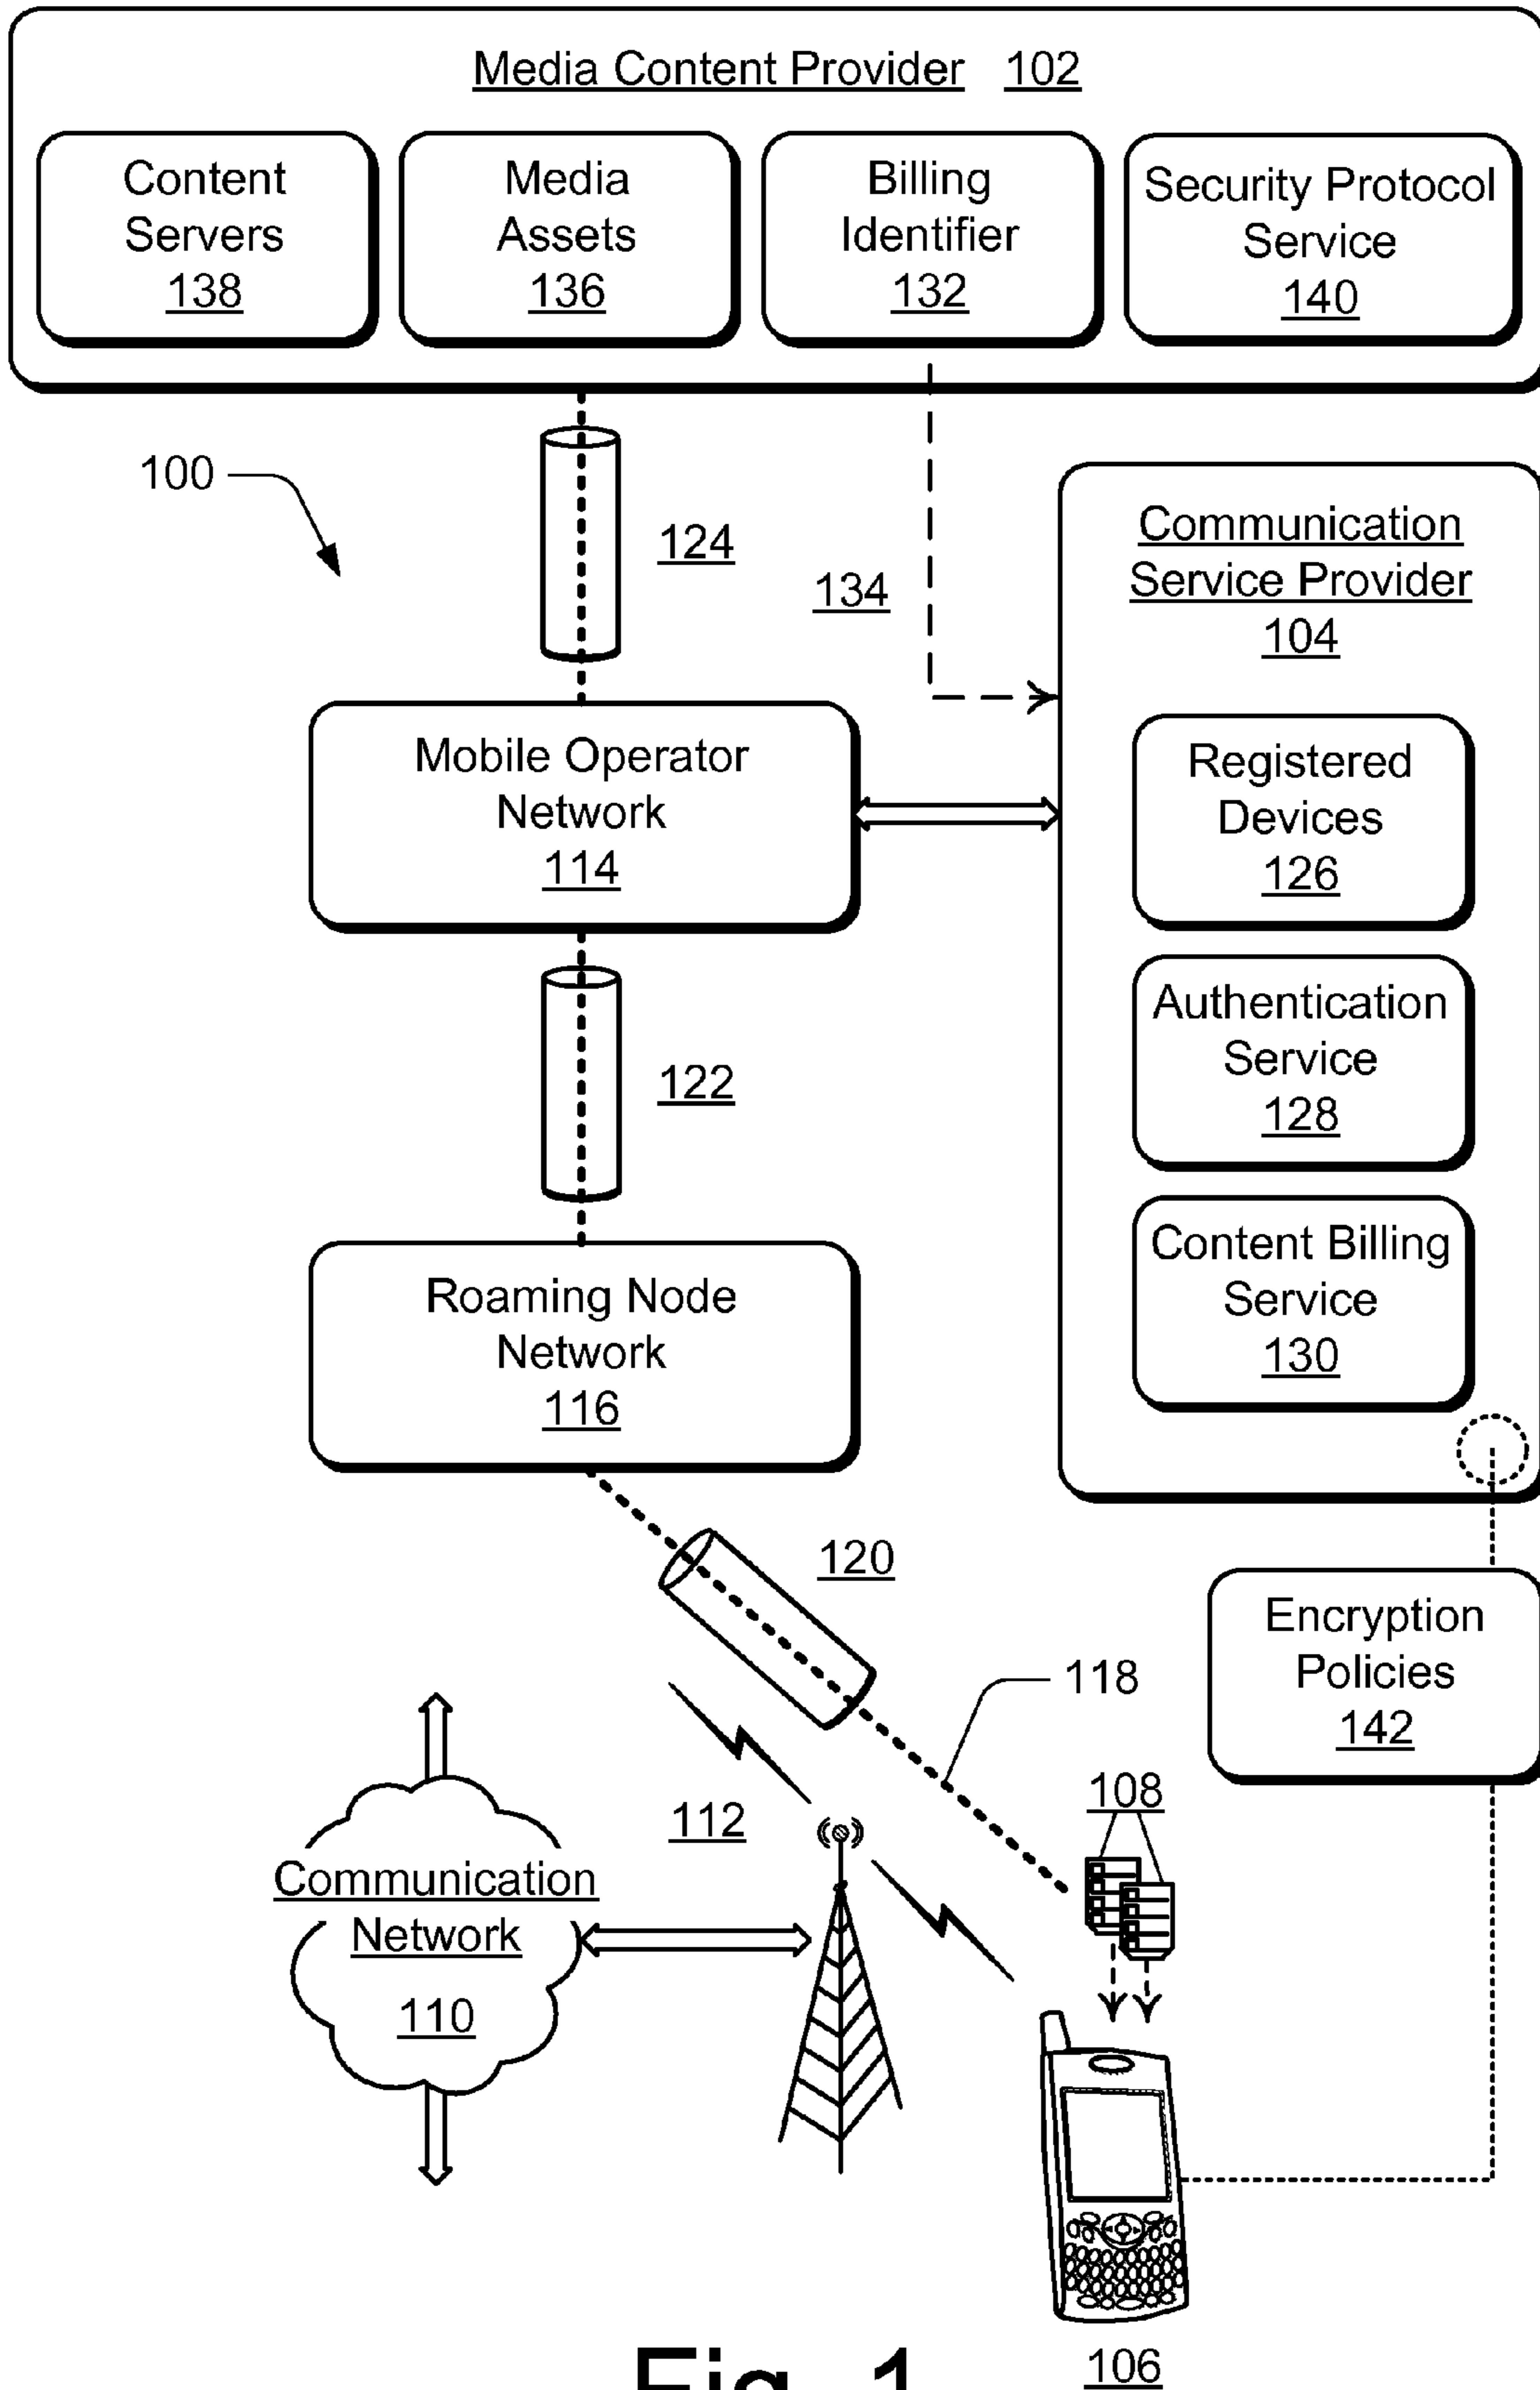 Media Content Provider 102
Content
Servers
138
Media
Assets
136
Billing
Identifier
132
Security Protocol
Service
140
100
124
134
Communication
Service Provider
104
Mobile Operator
Network
114
Registered
Devices
126
Authentication
Service
128
122
Content Billing
Service
130
Roaming Node
Network
116
120
Encryption
Policies
142
118
108
112
Communication
Network
110
106
Fig. 1